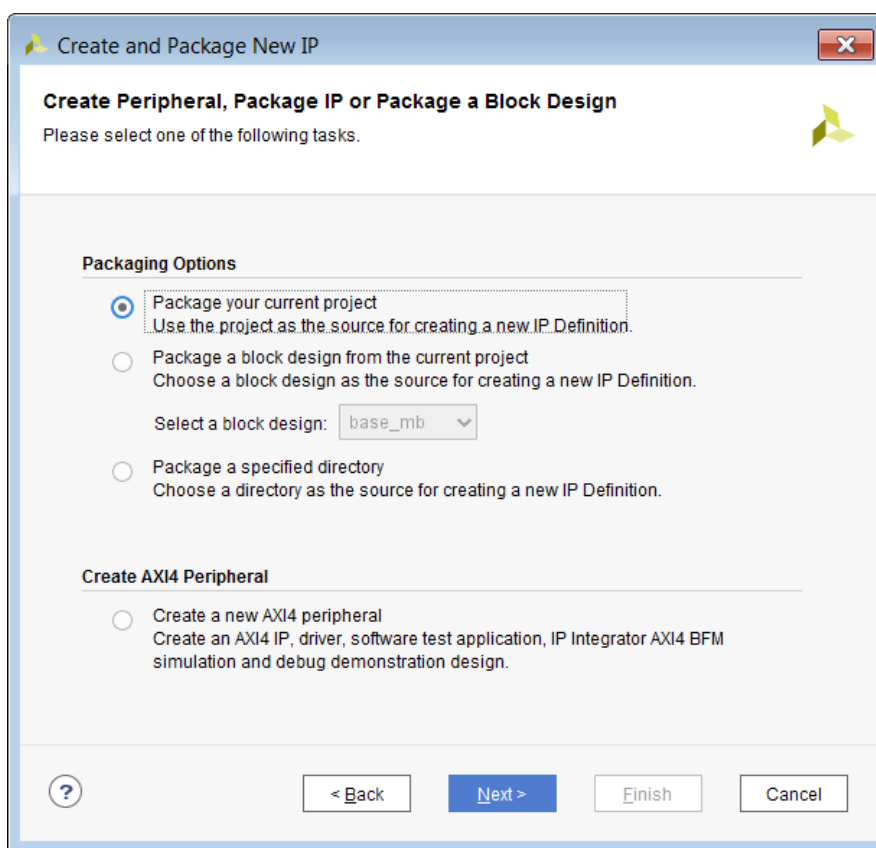 Create and Package New IP
Create Peripheral, Package IP or Package a Block Design
Please select one of the following tasks.
Packaging Options
Package your current project
Use the project as the source for creating a new IP Definition.
Package a block design from the current project
Choose a block design as the source for creating a new IP Definition.
Select a block design: base_mb
Package a specified directory
Choose a directory as the source for creating a new IP Definition.
Create AXI4 Peripheral
Create a new AXI4 peripheral
Create an AXI4 IP, driver, software test application, IP Integrator AXI4 BFM
simulation and debug demonstration design.
? < Back Next > Finish Cancel